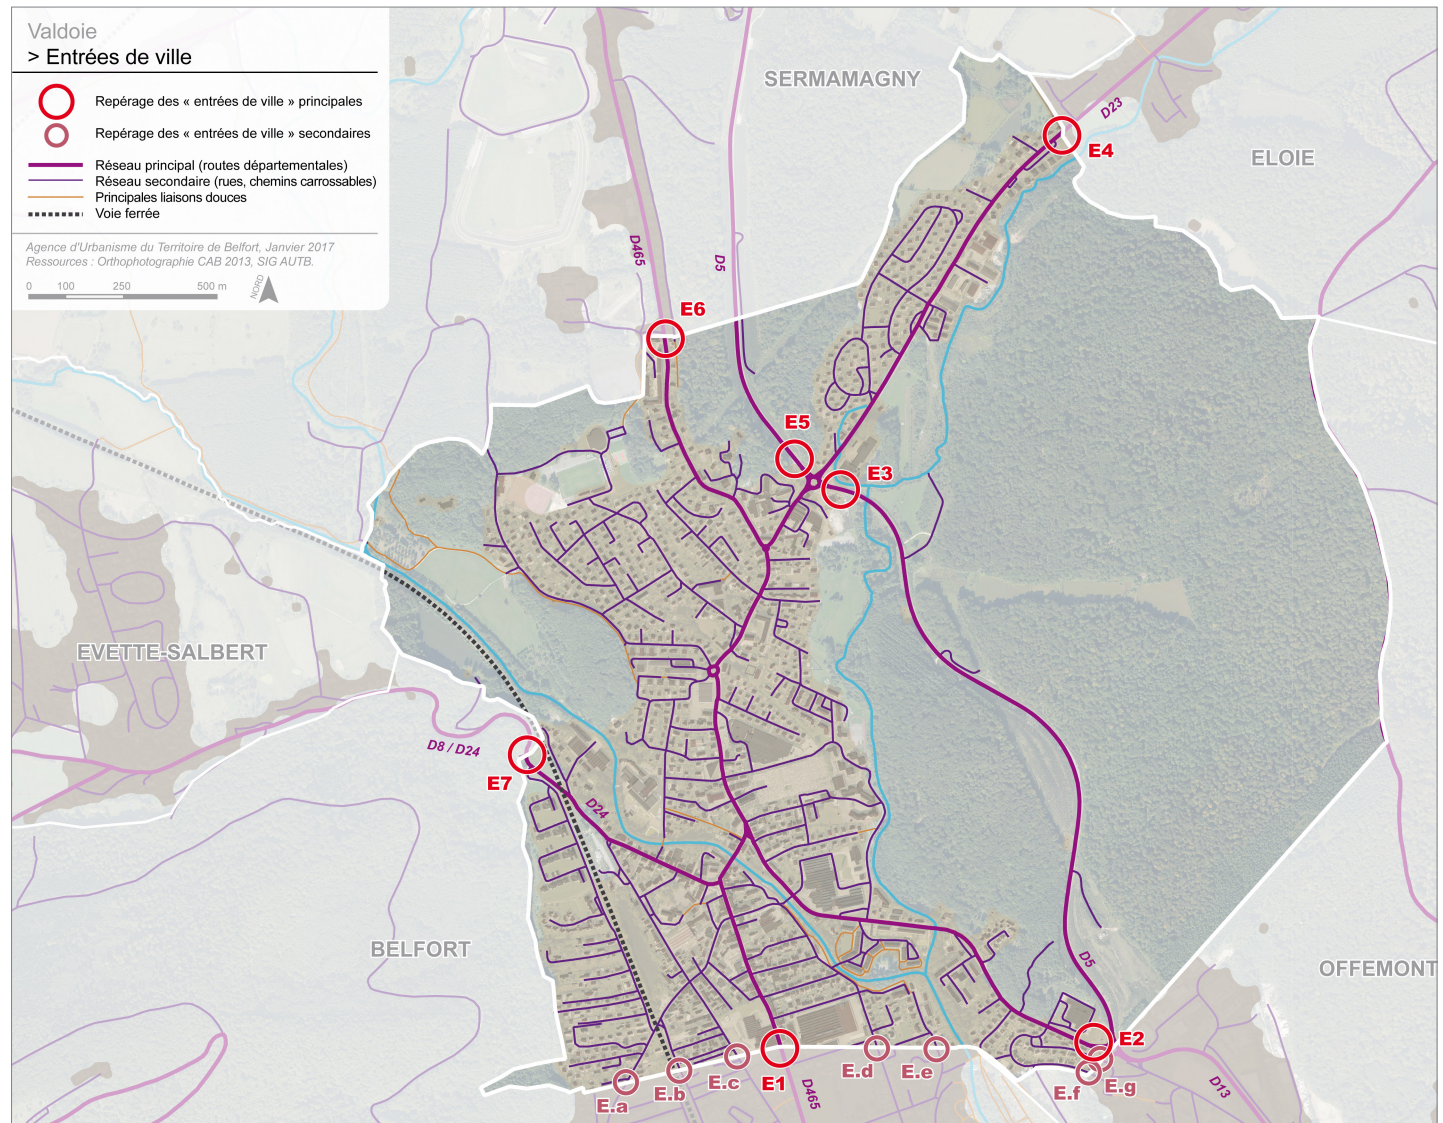 Valdoie
> Entrées de ville
Repérage des « entrées de ville » principales
Repérage des « entrées de ville » secondaires
Réseau principal (routes départementales)
Réseau secondaire (rues, chemins carrossables)
Principales liaisons douces
Voie ferrée
Agence d'Urbanisme du Territoire de Belfort, Janvier 2017
Ressources : Orthophotographie CAB 2013, SIG AUTB.
0 100 250 500 m
NORD
SERMAMAGNY
D23
E4
ELOIE
D465
D5
E6
E5
E3
EVETTE-SALBERT
D8 / D24
E7
D24
BELFORT
D5
OFFEMONT
E2
E.a
E.b
E.c
E1
E.d
E.e
E.f
E.g
D465
D13